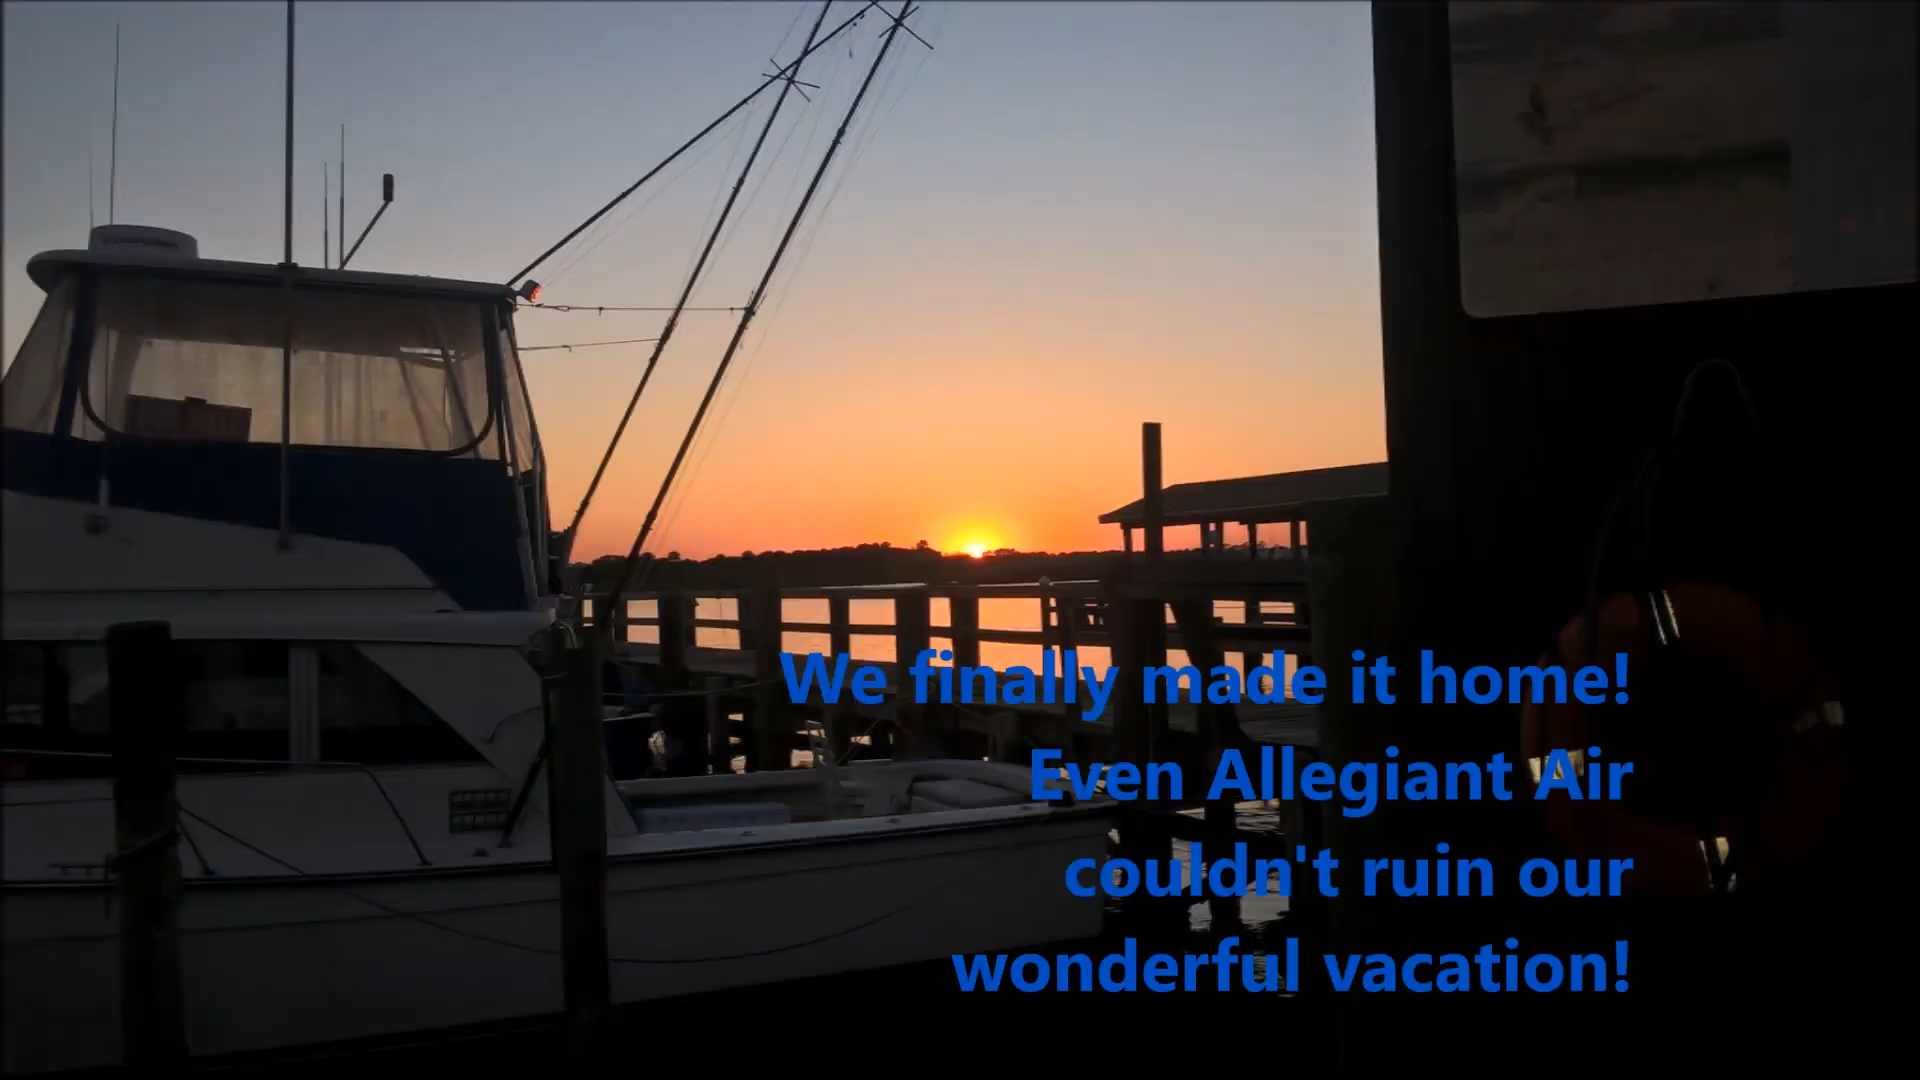 We finally made it home!
Even Allegiant Air
couldn't ruin our
wonderful vacation!